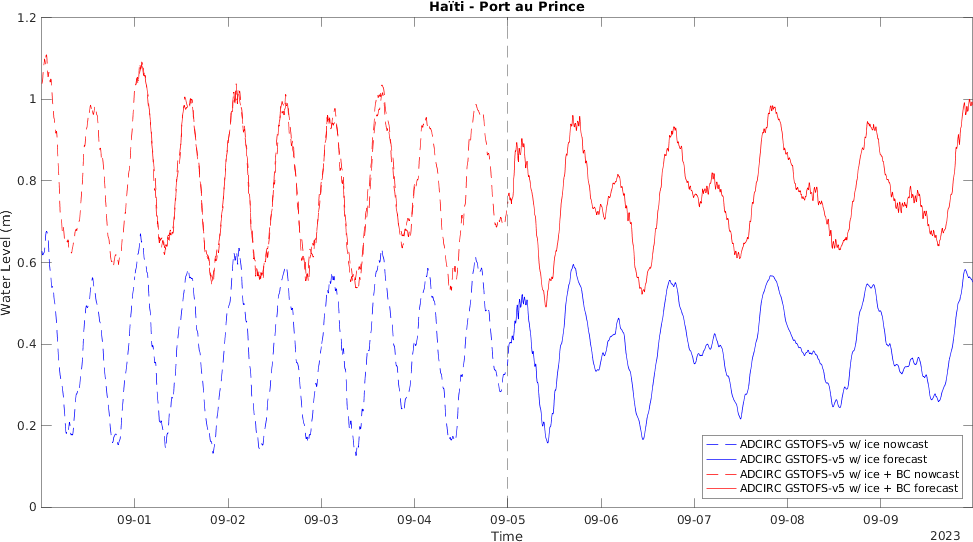 Haïti - Port au Prince
1.2
1
0.8
0.6
0.4
0.2
0
Water Level (m)
09-01 09-02 09-03 09-04 09-05 09-06 09-07 09-08 09-09
Time
2023
ADCIRC GSTOFS-v5 w/ ice nowcast
ADCIRC GSTOFS-v5 w/ ice forecast
ADCIRC GSTOFS-v5 w/ ice + BC nowcast
ADCIRC GSTOFS-v5 w/ ice + BC forecast